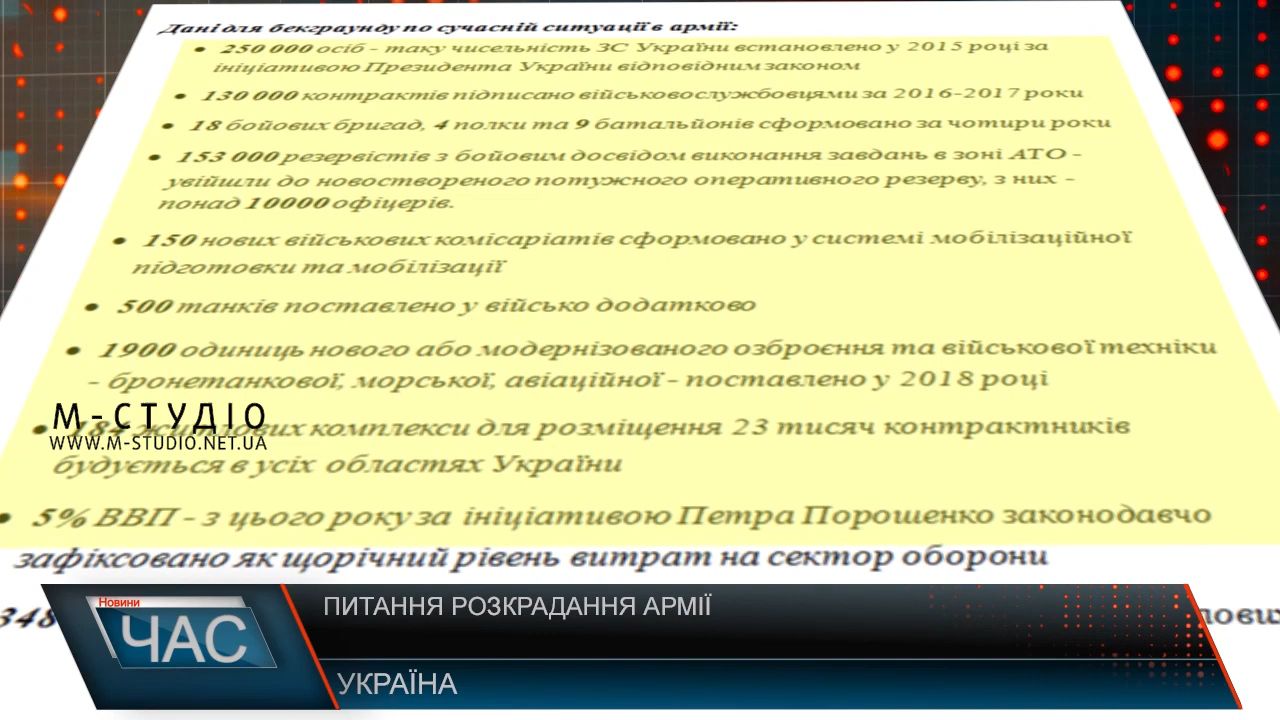 Дані для бекграунду по сучасній ситуації в армії:
• 250 000 осіб - таку чисельність ЗС України встановлено у 2015 році за
ініціативою Президента України відповідним законом
• 130 000 контрактів підписано військовослужбовцями за 2016-2017 роки
• 18 бойових бригад, 4 полки та 9 батальйонів сформовано за чотири роки
• 153 000 резервістів з бойовим досвідом виконання завдань в зоні АТО -
увійшли до новоствореного потужного оперативного резерву, з них -
понад 10000 офіцерів.
• 150 нових військових комісаріатів сформовано у системі мобілізаційної
підготовки та мобілізації
• 500 танків поставлено у військо додатково
• 1900 одиниць нового або модернізованого озброєння та військової техніки
- бронетанкової, морської, авіаційної - поставлено у 2018 році
М-СТУДІО
WWW.M-STUDIO.NET.UA
• комплекси для розміщення 23 тисяч контрактників
будується в усіх областях України
• 5% ВВП - з цього року за ініціативою Петра Порошенко законодавчо
зафіксовано як щорічний рівень витрат на сектор оборони
348
Новини
ЧАС
ПИТАННЯ РОЗКРАДАННЯ АРМІЇ
УКРАЇНА